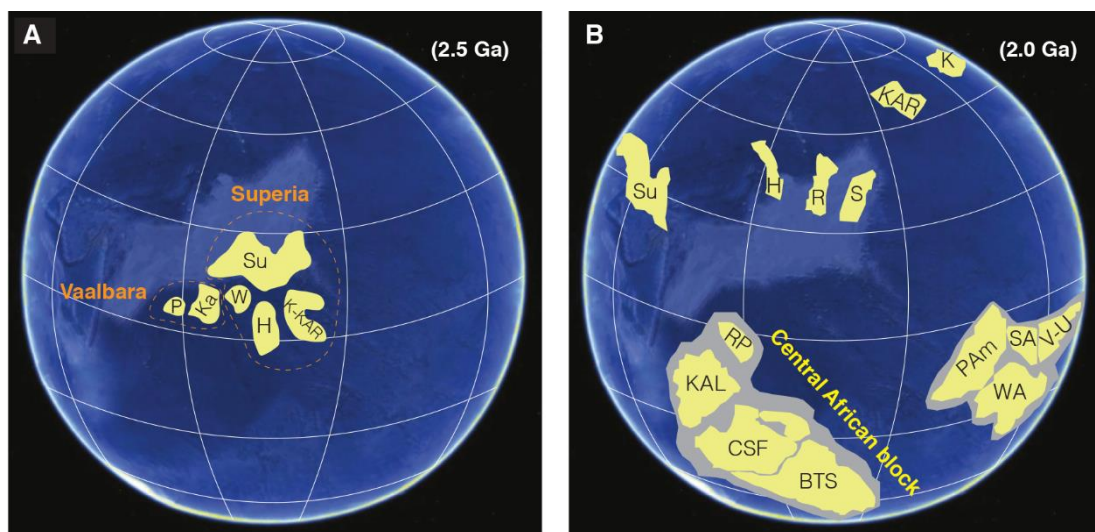 A
(2.5 Ga)
Superia
Su
Vaalbara
P
Ka
W
H
K-KAR
B
(2.0 Ga)
K
KAR
Su
H
R
S
RP
KAL
CSF
BTS
Central African block
PAm
SA
V-U
WA